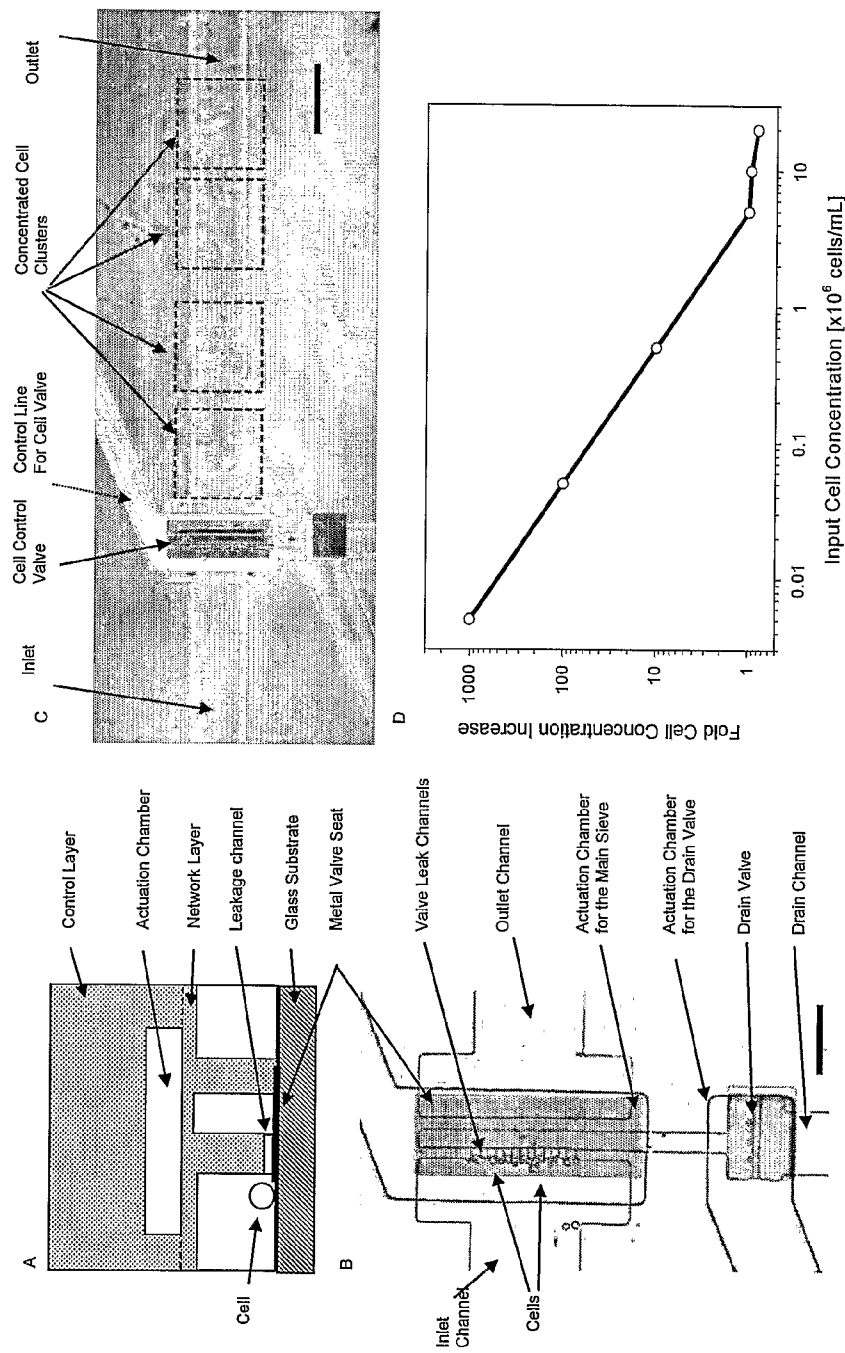 A
Control Layer
Actuation Chamber
Network Layer
Leakage channel
Glass Substrate
Metal Valve Seat
Cell
B
Valve Leak Channels
Outlet Channel
Actuation Chamber
for the Main Sieve
Actuation Chamber
for the Drain Valve
Drain Valve
Drain Channel
Inlet
Channel
Cells
C
Inlet
Cell Control
Valve
Control Line
For Cell Valve
Concentrated Cell
Clusters
Outlet
D
Fold Cell Concentration Increase
1000
100
10
1
0.01
0.1
1
10
Input Cell Concentration [x10⁶ cells/mL]